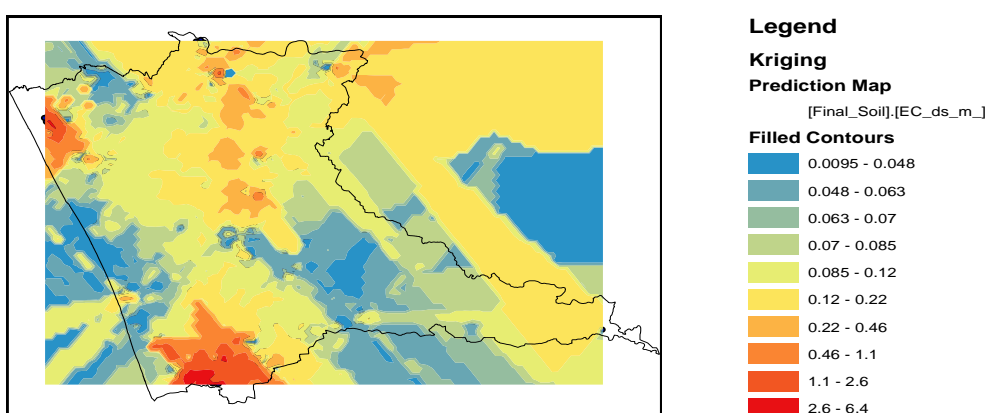 Legend
Kriging
Prediction Map
[Final_Soil].[EC_ds_m_]
Filled Contours
0.0095 - 0.048
0.048 - 0.063
0.063 - 0.07
0.07 - 0.085
0.085 - 0.12
0.12 - 0.22
0.22 - 0.46
0.46 - 1.1
1.1 - 2.6
2.6 - 6.4